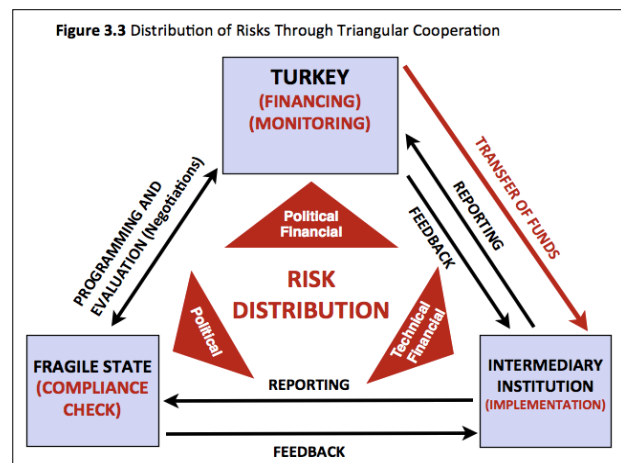 Figure 3.3 Distribution of Risks Through Triangular Cooperation
TURKEY
(FINANCING)
(MONITORING)
PROGRAMMING AND
EVALUATION (Negotiations)
TRANSFER OF FUNDS
REPORTING
FEEDBACK
Political
Financial
RISK
DISTRIBUTION
Political
Technical
Financial
FRAGILE STATE
(COMPLIANCE
CHECK)
REPORTING
FEEDBACK
INTERMEDIARY
INSTITUTION
(IMPLEMENTATION)